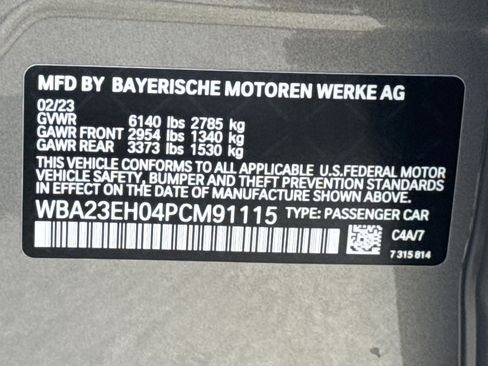 MFD BY BAYERISCHE MOTOREN WERKE AG
02/23
GVWR 6140 lbs 2785 kg
GAWR FRONT 2954 lbs 1340 kg
GAWR REAR 3373 lbs 1530 kg
THIS VEHICLE CONFORMS TO ALL APPLICABLE U.S.FEDERAL MOTOR
VEHICLE SAFETY, BUMPER AND THEFT PREVENTION STANDARDS
IN EFFECT ON THE DATE OF MANUFACTURE SHOWN ABOVE.
WBA23EH04PCM91115 TYPE: PASSENGER CAR
C4A/7
7 315 814